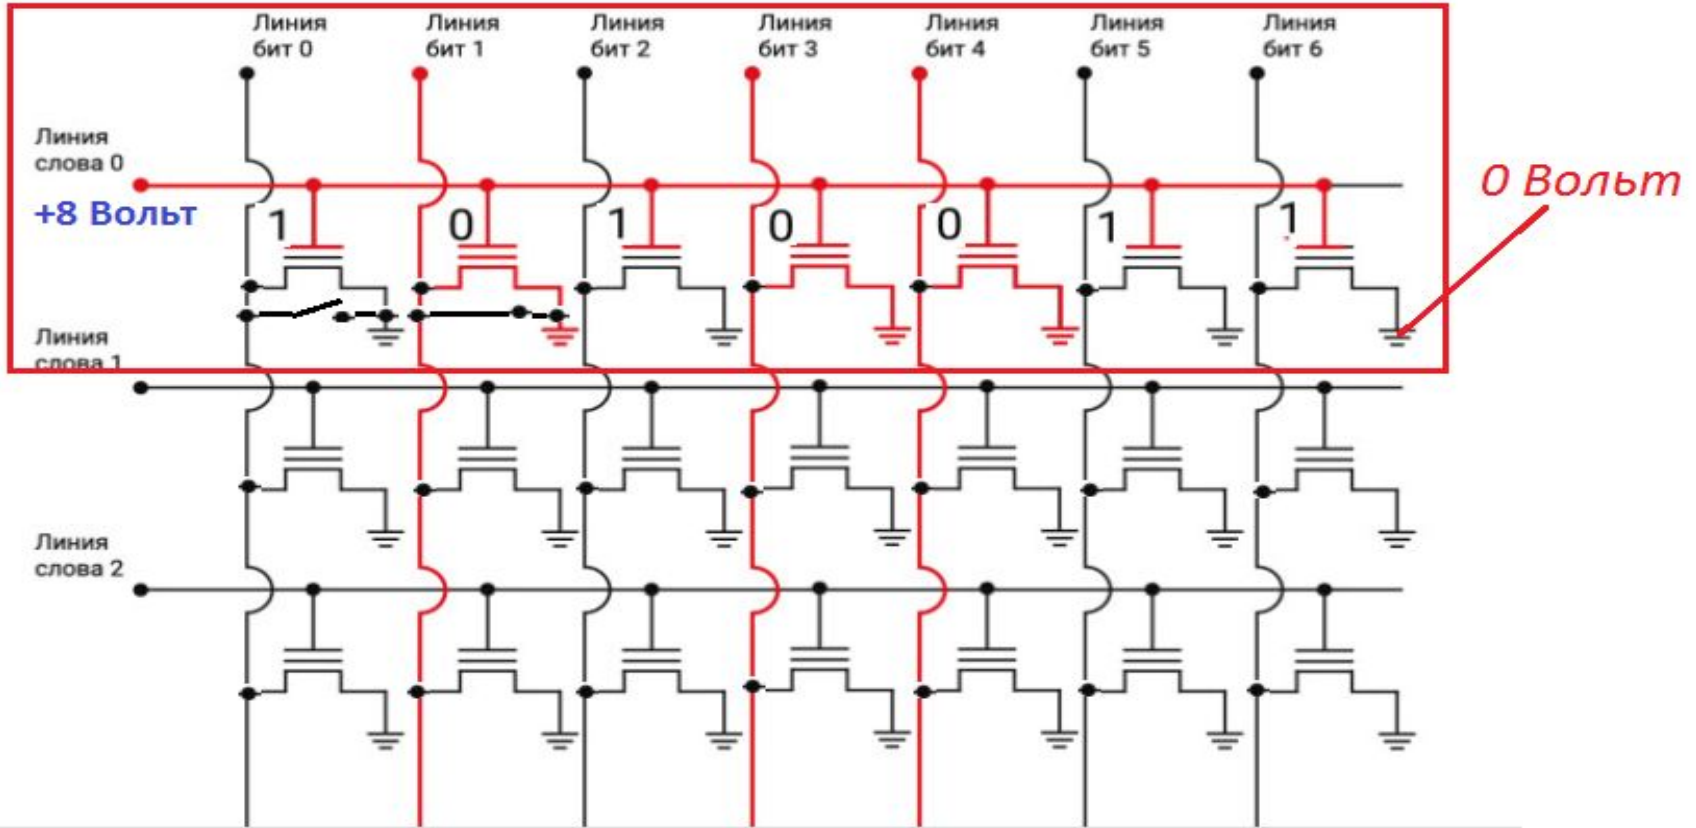 Линия
бит 0
Линия
бит 1
Линия
бит 2
Линия
бит 3
Линия
бит 4
Линия
бит 5
Линия
бит 6
Линия
слова 0
+8 Вольт
0 Вольт
1
0
1
0
0
1
1
Линия
слова 1
Линия
слова 2